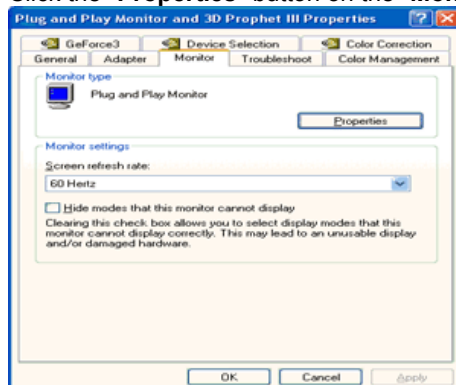 Click the "Properties" button on the
Plug and Play Monitor and 3D Prophet III Properties
GeForce3 Device Selection Color Correction
General Adapter Monitor Troubleshoot Color Management
Monitor type
Plug and Play Monitor
Properties
Monitor settings
Screen refresh rate:
60 Hertz
Hide modes that this monitor cannot display
Clearing this check box allows you to select display modes that this
monitor cannot display correctly. This may lead to an unusable display
and/or damaged hardware.
OK Cancel Apply